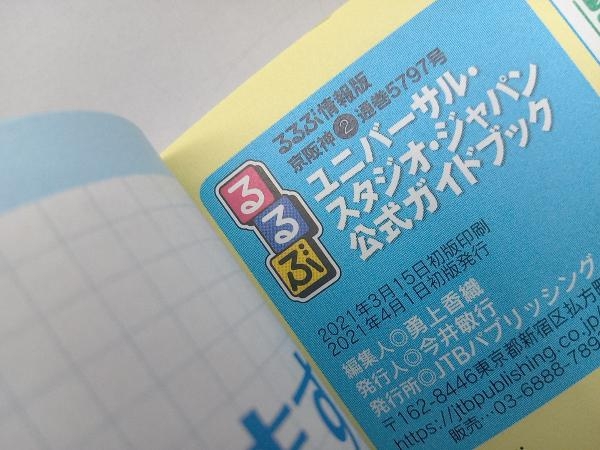 るるぶ情報版
京阪神② 通巻5797号
るるぶ
ユニバーサル・
スタジオ・ジャパン
公式ガイドブック
2021年3月15日初版印刷
2021年4月1日初版発行
編集人◎勇上香織
発行人◎今井敏行
発行所◎JTBパブリッシング
〒162-8446東京都新宿区払方
https://jtbpublishing.co.jp/
販売…03-6888-789
ます